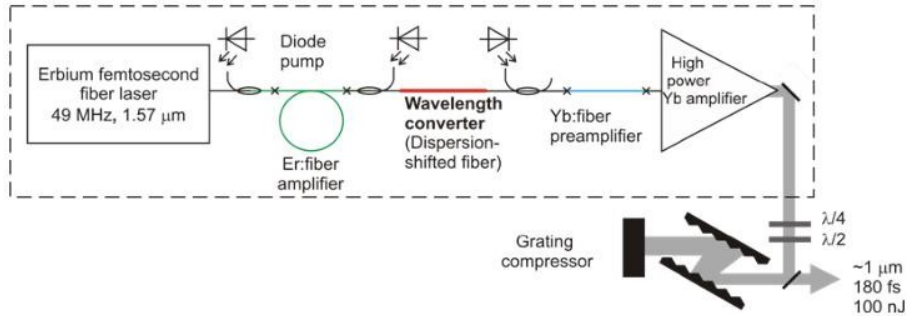 Erbium femtosecond
fiber laser
49 MHz, 1.57 μm
Diode
pump
Er:fiber
amplifier
Wavelength
converter
(Dispersion-
shifted fiber)
Yb:fiber
preamplifier
High
power
Yb amplifier
λ/4
λ/2
Grating
compressor
~1 μm
180 fs
100 nJ